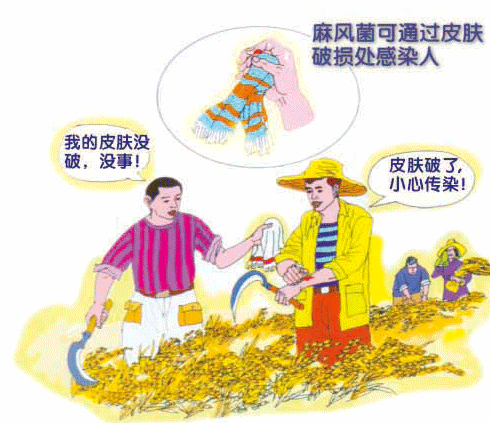 麻风菌可通过皮肤
破损处感染人
我的皮肤没
破，没事！
皮肤破了，
小心传染！